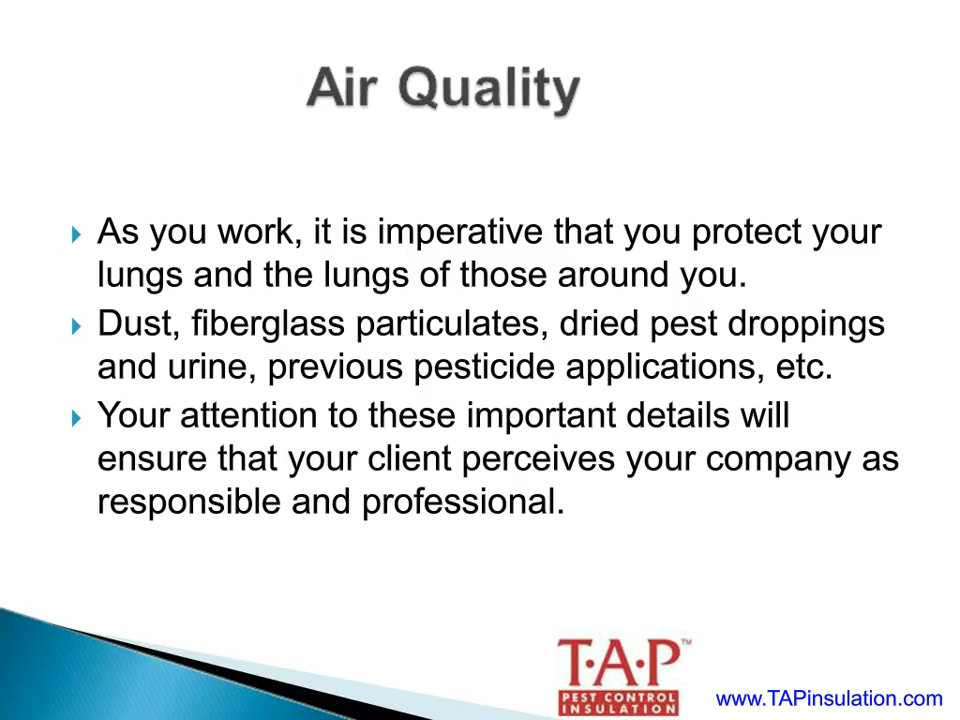 Air Quality
As you work, it is imperative that you protect your
lungs and the lungs of those around you.
Dust, fiberglass particulates, dried pest droppings
and urine, previous pesticide applications, etc.
Your attention to these important details will
ensure that your client perceives your company as
responsible and professional.
T·A·P™
PEST CONTROL
INSULATION
www.TAPinsulation.com